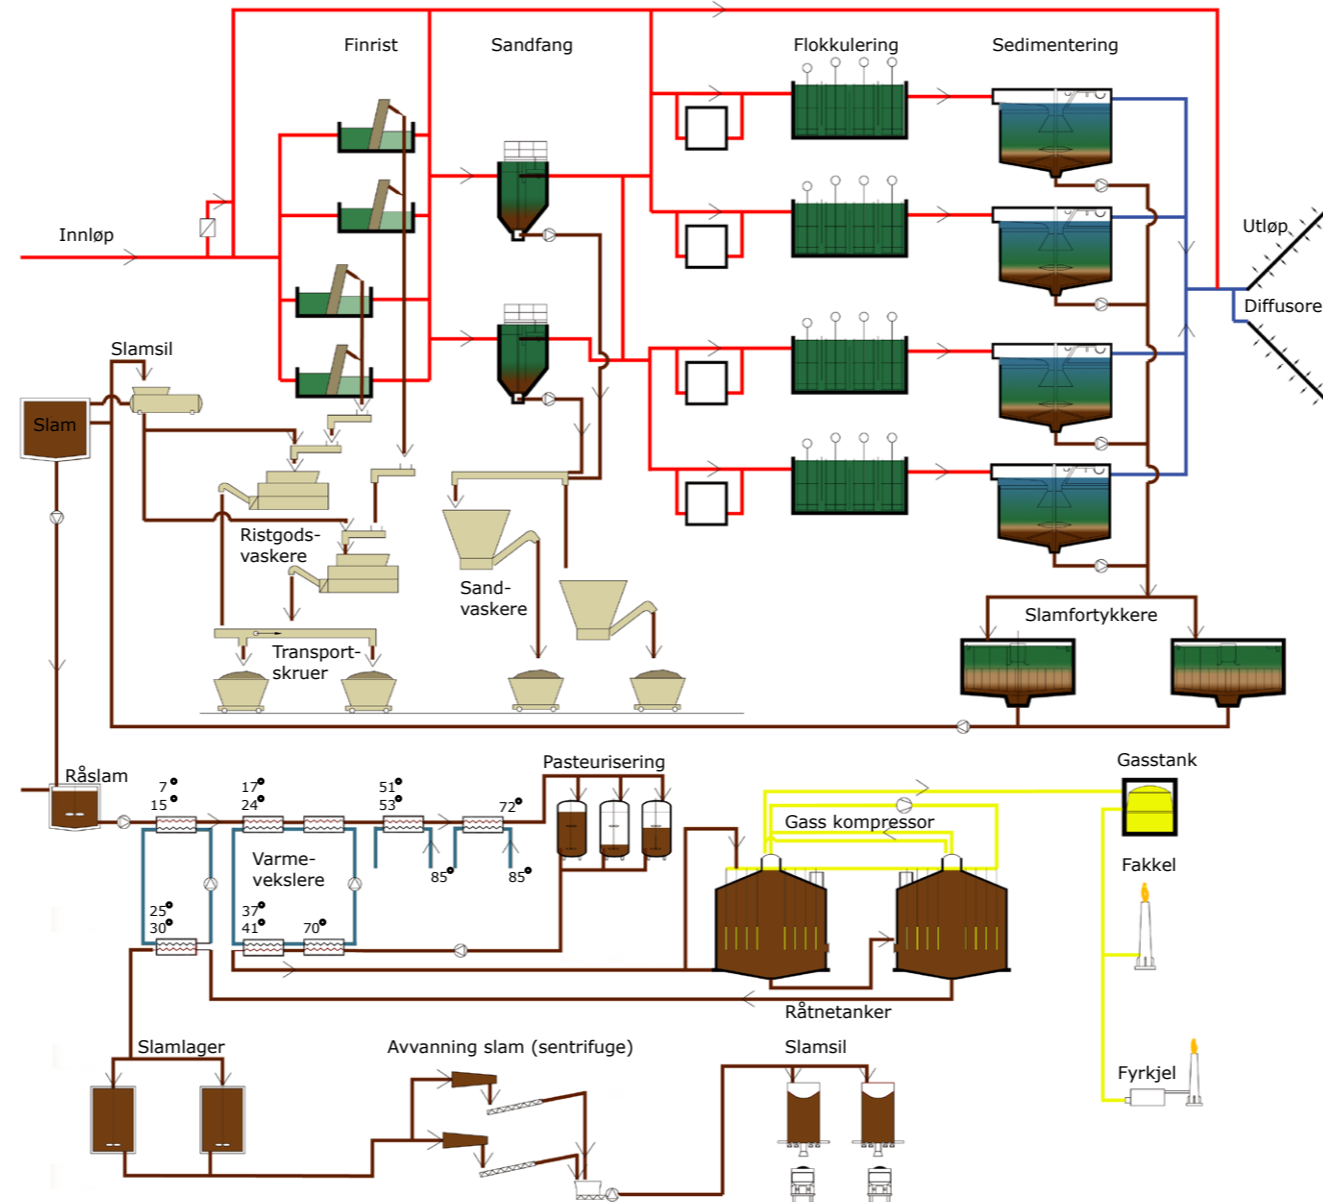 Finrist
Sandfang
Flokkulering
Sedimentering
Innløp
Utløp
Diffusore
Slamsil
Slam
Ristgods-
vaskere
Sand-
vaskere
Slamfortykkere
Transport-
skruer
Råslam
7°
15°
17°
24°
51°
53°
72°
Pasteurisering
Gasstank
Gass kompressor
Varme-
vekslere
85°
85°
Fakkel
25°
30°
37°
41°
70°
Råtnetanker
Slamlager
Avvanning slam (sentrifuge)
Slamsil
Fyrkjel